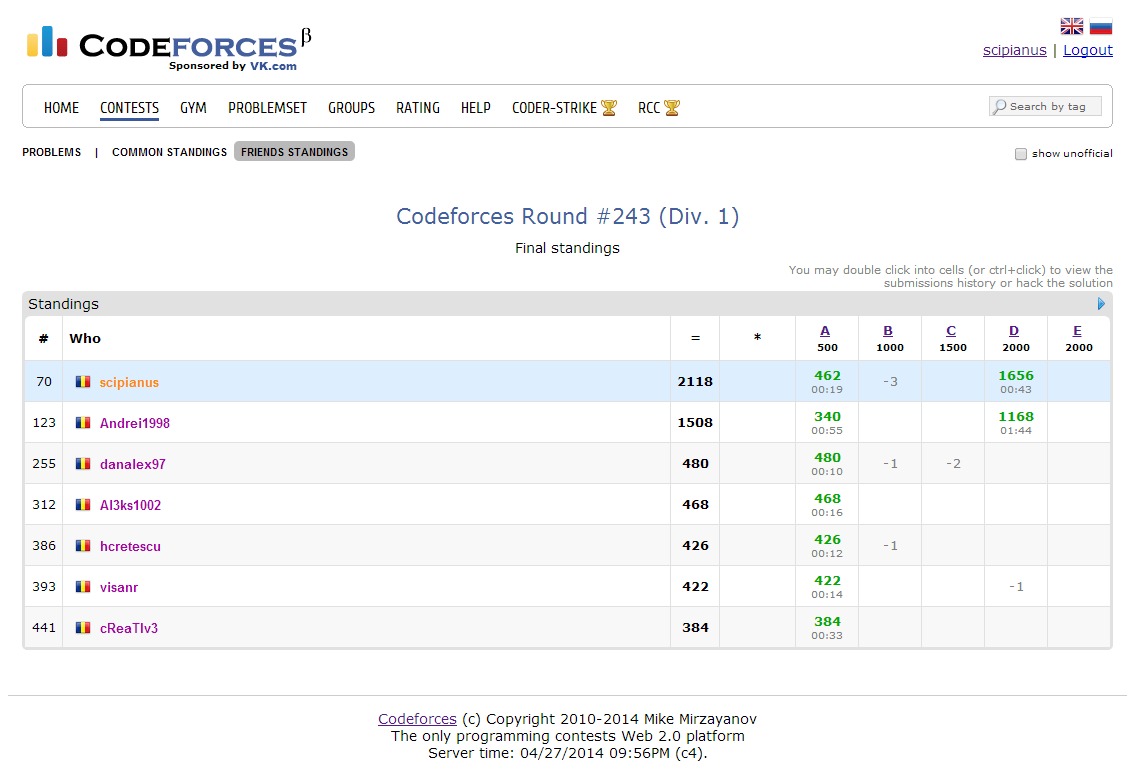 CODEFORCES β
Sponsored by VK.com
scipianus | Logout
HOME CONTESTS GYM PROBLEMSET GROUPS RATING HELP CODER-STRIKE RCC Search by tag
PROBLEMS | COMMON STANDINGS FRIENDS STANDINGS show unofficial
Codeforces Round #243 (Div. 1)
Final standings
You may double click into cells (or ctrl+click) to view the
submissions history or hack the solution
Standings
# Who = * A B C D E
500 1000 1500 2000 2000
70 scipianus 2118 462 -3 1656
00:19 00:43
123 Andrei1998 1508 340 1168
00:55 01:44
255 danalex97 480 480 -1 -2
00:10
312 Al3ks1002 468 468
00:16
386 hcretescu 426 426 -1
00:12
393 visanr 422 422 -1
00:14
441 cReaTIv3 384 384
00:33
Codeforces (c) Copyright 2010-2014 Mike Mirzayanov
The only programming contests Web 2.0 platform
Server time: 04/27/2014 09:56PM (c4).